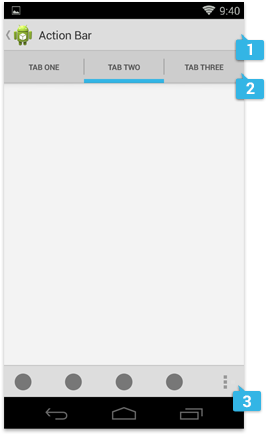 9:40
Action Bar
1
TAB ONE
TAB TWO
TAB THREE
2
3